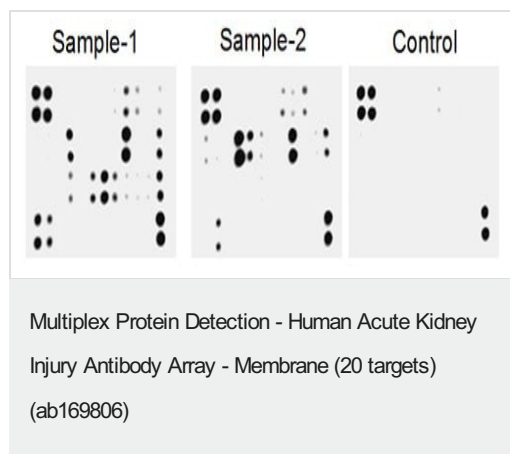 Sample-1 Sample-2 Control
Multiplex Protein Detection - Human Acute Kidney
Injury Antibody Array - Membrane (20 targets)
(ab169806)